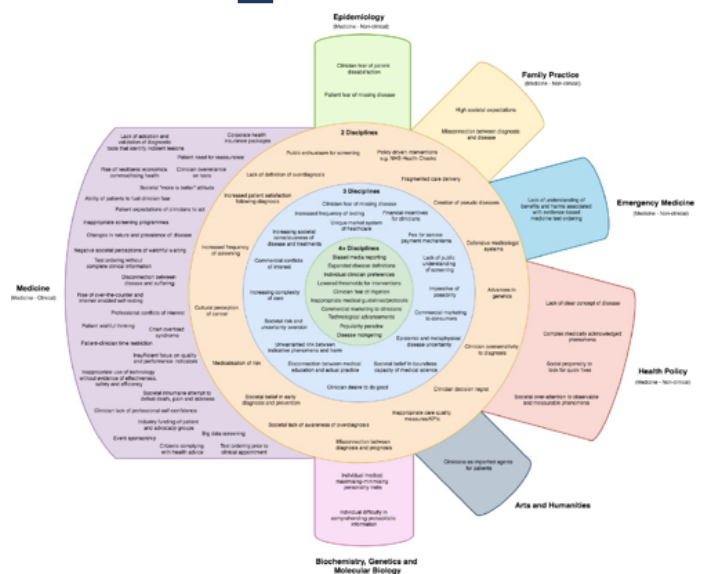 Epidemiology
(Medicine - Non-clinical)
Clinician fear of patient
dissatisfaction
Patient fear of missing disease
Family Practice
(Medicine - Non-clinical)
High societal expectations
Misconnection between diagnosis
and disease
Emergency Medicine
(Medicine - Non-clinical)
Lack of understanding of
benefits and harms associated
with evidence-based
medicine test ordering
Health Policy
(medicine - Non-clinical)
Lack of clear concept of disease
Complex medically acknowledged
phenomena
Social propensity to
look for quick fixes
Societal over-attention to observable
and measurable phenomena
Arts and Humanities
Clinicians as imperfect agents
for patients
Biochemistry, Genetics and
Molecular Biology
Individual medical
maximising-minimising
personality traits
Individual difficulty in
comprehending probabilistic
information
Medicine
(Medicine - Clinical)
Lack of adoption and
validation of diagnostic
tools that identify indolent lesions
Corporate health
insurance packages
Patient need for reassurance
Rise of neoliberal economics
commodifying health
Clinician overreliance on
tests
Societal "more is better" attitude
Ability of patients to fuel clinician fear
Patient expectations of clinicians to act
Inappropriate screening programmes
Changes in nature and prevalence of disease
Negative societal perceptions of watchful waiting
Test ordering without
complete clinical information
Disconnection between
disease and suffering
Rise of over-the-counter and
internet enabled self-testing
Professional conflicts of interest
Patient wishful thinking
Chart overload
syndrome
Patient-clinician time restriction
Insufficient focus on quality
and performance indicators
Inappropriate use of technology
without evidence of effectiveness,
safety and efficiency
Societal inhumane attempt to
defeat death, pain and sickness
Clinician lack of professional self-confidence
Industry funding of
patient and
advocacy groups
Big data screening
Event sponsorship
Citizens complying
with health advice
Test ordering prior to
clinical appointment
2 Disciplines
Public enthusiasm for screening
Policy driven interventions
e.g. NHS Health Checks
Lack of definition of overdiagnosis
Fragmented care delivery
Increased patient satisfaction
following diagnosis
Creation of pseudo diseases
Increased frequency
of screening
Defensive medicolegal
systems
Cultural perception
of cancer
Advances in
genetics
Medicalisation of risk
Clinician oversensitivity
to diagnosis
Societal belief in early
diagnosis and prevention
Clinician decision regret
Societal lack of awareness of overdiagnosis
Inappropriate care quality
measures/KPIs
Misconnection between
diagnosis and prognosis
3 Disciplines
Clinician fear of missing disease
Increased frequency of testing
Financial incentives
for clinicians
Unique market system
of healthcare
Increasing societal
consciousness of
disease and treatments
Fee for service
payment mechanisms
Commercial conflicts
of interest
Lack of public
understanding
of screening
Increasing complexity
of care
Imperative of
possibility
Societal risk and
uncertainty aversion
Commercial marketing
to consumers
Unwarranted link between
indicative phenomena and harm
Epistemic and metaphysical
disease uncertainty
Disconnection between medical
education and actual practice
Societal belief in boundless
capacity of medical science
Clinician desire to do good
4+ Disciplines
Biased media reporting
Expanded disease definitions
Individual clinician preferences
Lowered thresholds for interventions
Clinician fear of litigation
Inappropriate medical guidelines/protocols
Commercial marketing to clinicians
Technological advancements
Popularity paradox
Disease mongering